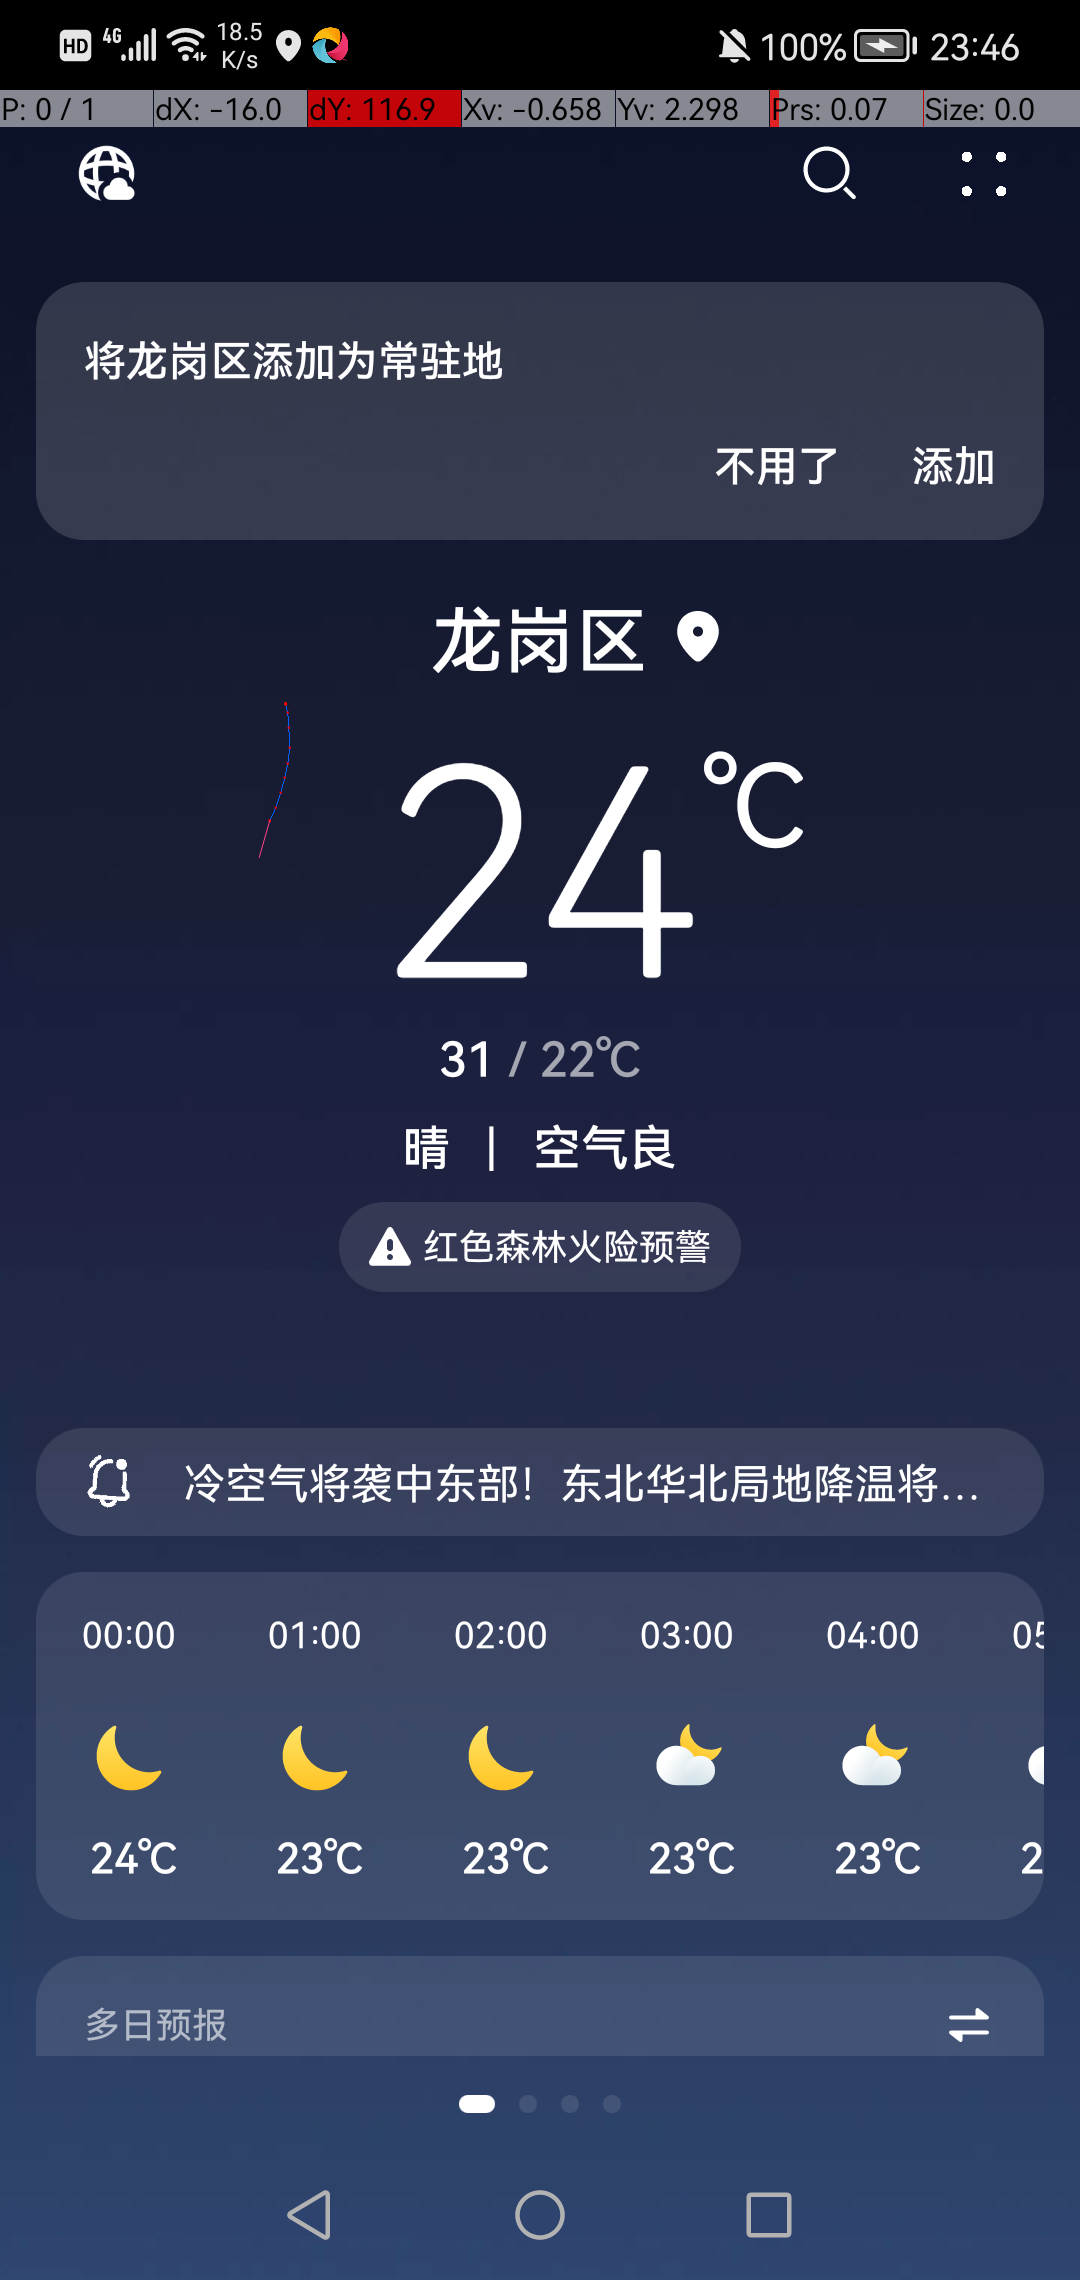 HD 4G 18.5 K/s 100% 23:46
P: 0 / 1 dX: -16.0 dY: 116.9 Xv: -0.658 Yv: 2.298 Prs: 0.07 Size: 0.0
将龙岗区添加为常驻地
不用了 添加
龙岗区
24℃
31 / 22℃
晴 | 空气良
红色森林火险预警
冷空气将袭中东部！东北华北局地降温将...
00:00 01:00 02:00 03:00 04:00 05
24℃ 23℃ 23℃ 23℃ 23℃ 2
多日预报